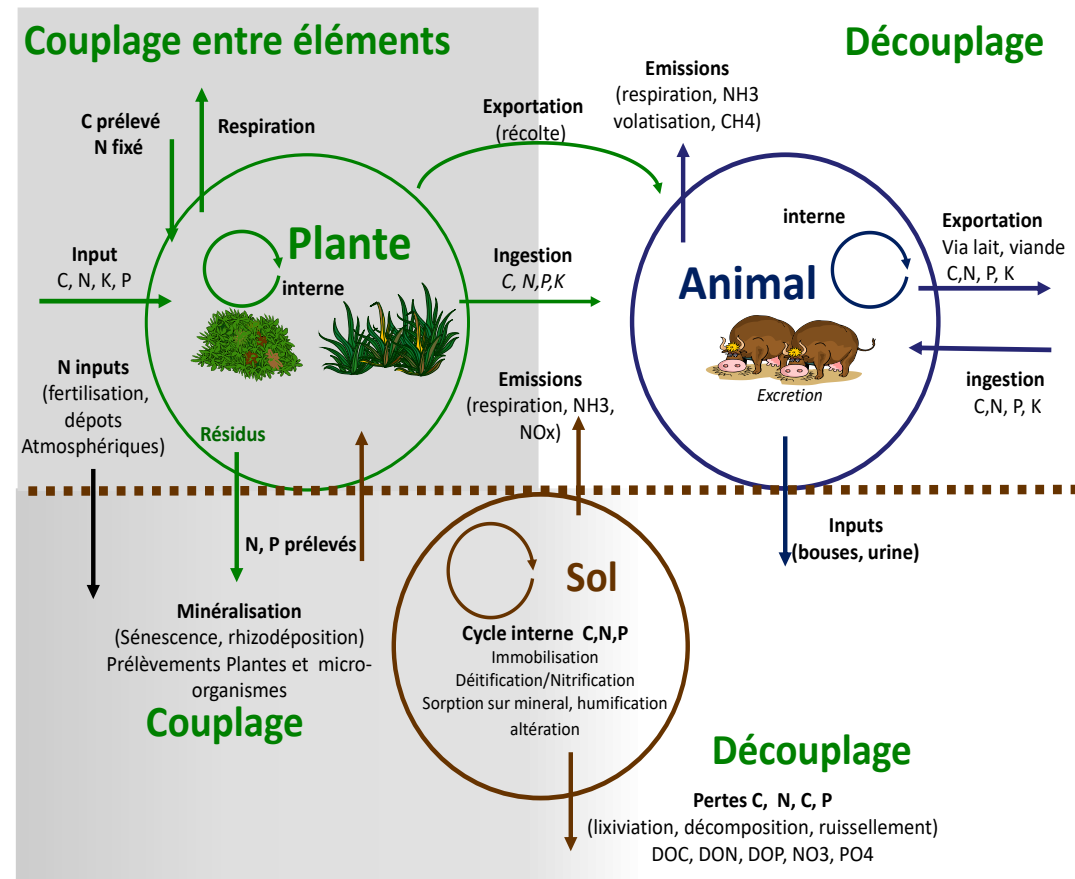 Couplage entre éléments
Découplage
C prélevé
N fixé
Respiration
Exportation
(récolte)
Emissions
(respiration, NH3
volatisation, CH4)
Input
C, N, K, P
Plante
interne
Ingestion
C, N,P,K
Animal
interne
Exportation
Via lait, viande
C,N, P, K
ingestion
C,N, P, K
Excretion
N inputs
(fertilisation,
dépots
Atmosphériques)
Résidus
Emissions
(respiration, NH3,
NOx)
N, P prélevés
Inputs
(bouses, urine)
Minéralisation
(Sénescence, rhizodéposition)
Prélèvements Plantes et micro-
organismes
Couplage
Sol
Cycle interne C,N,P
Immobilisation
Déitification/Nitrification
Sorption sur mineral, humification
altération
Découplage
Pertes C, N, C, P
(lixiviation, décomposition, ruissellement)
DOC, DON, DOP, NO3, PO4